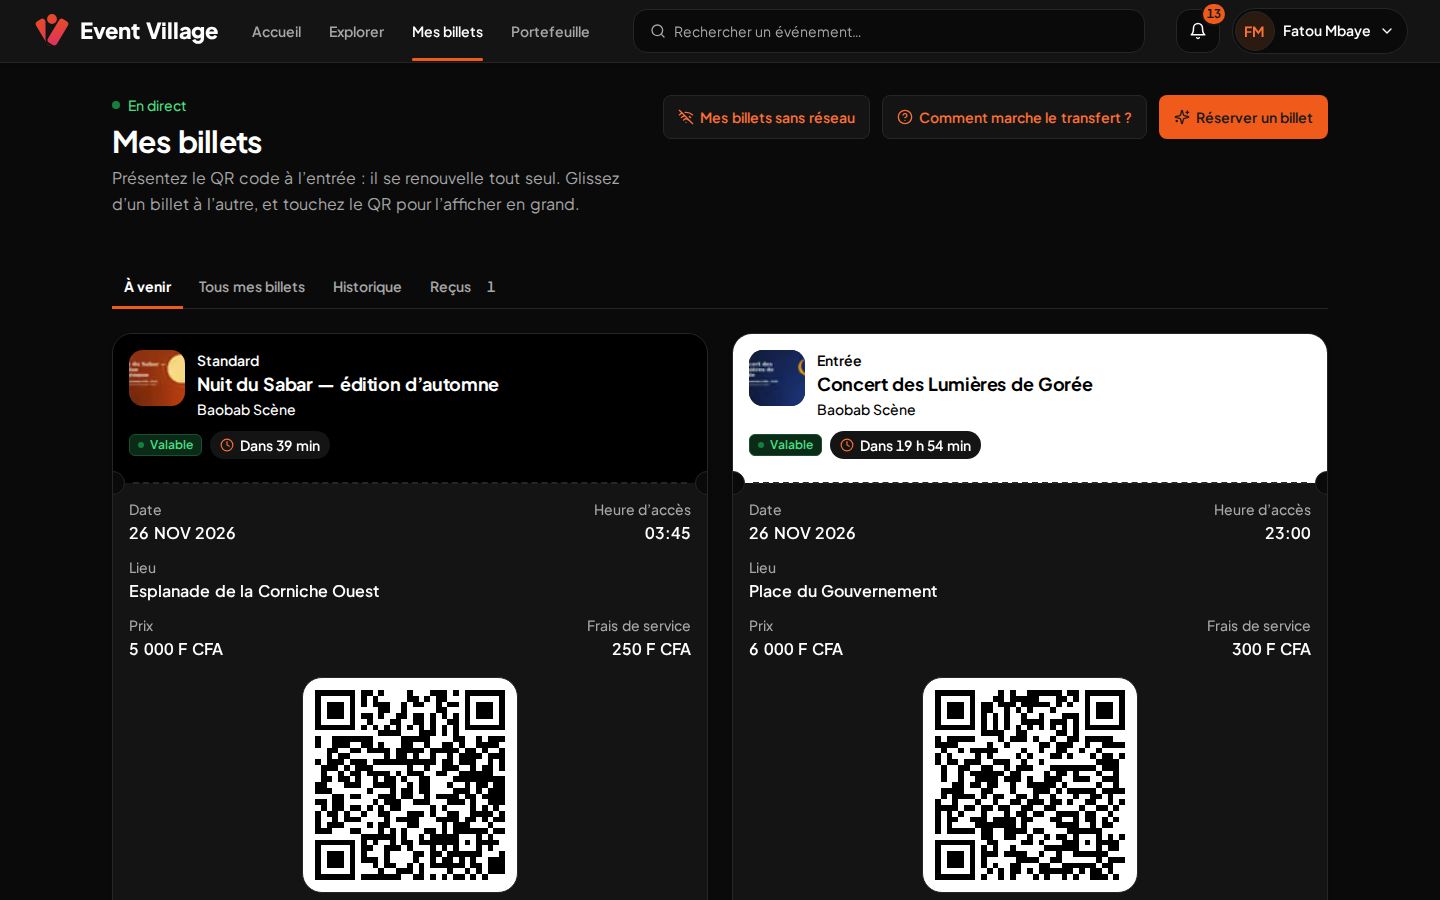 Event Village
Accueil
Explorer
Mes billets
Portefeuille
Rechercher un événement…
13
FM
Fatou Mbaye
En direct
Mes billets
Présentez le QR code à l’entrée : il se renouvelle tout seul. Glissez
d’un billet à l’autre, et touchez le QR pour l’afficher en grand.
Mes billets sans réseau
Comment marche le transfert ?
Réserver un billet
À venir
Tous mes billets
Historique
Reçus 1
Standard
Nuit du Sabar — édition d’automne
Baobab Scène
Valable
Dans 39 min
Date
Heure d’accès
26 NOV 2026
03:45
Lieu
Esplanade de la Corniche Ouest
Prix
Frais de service
5 000 F CFA
250 F CFA
Entrée
Concert des Lumières de Gorée
Baobab Scène
Valable
Dans 19 h 54 min
Date
Heure d’accès
26 NOV 2026
23:00
Lieu
Place du Gouvernement
Prix
Frais de service
6 000 F CFA
300 F CFA